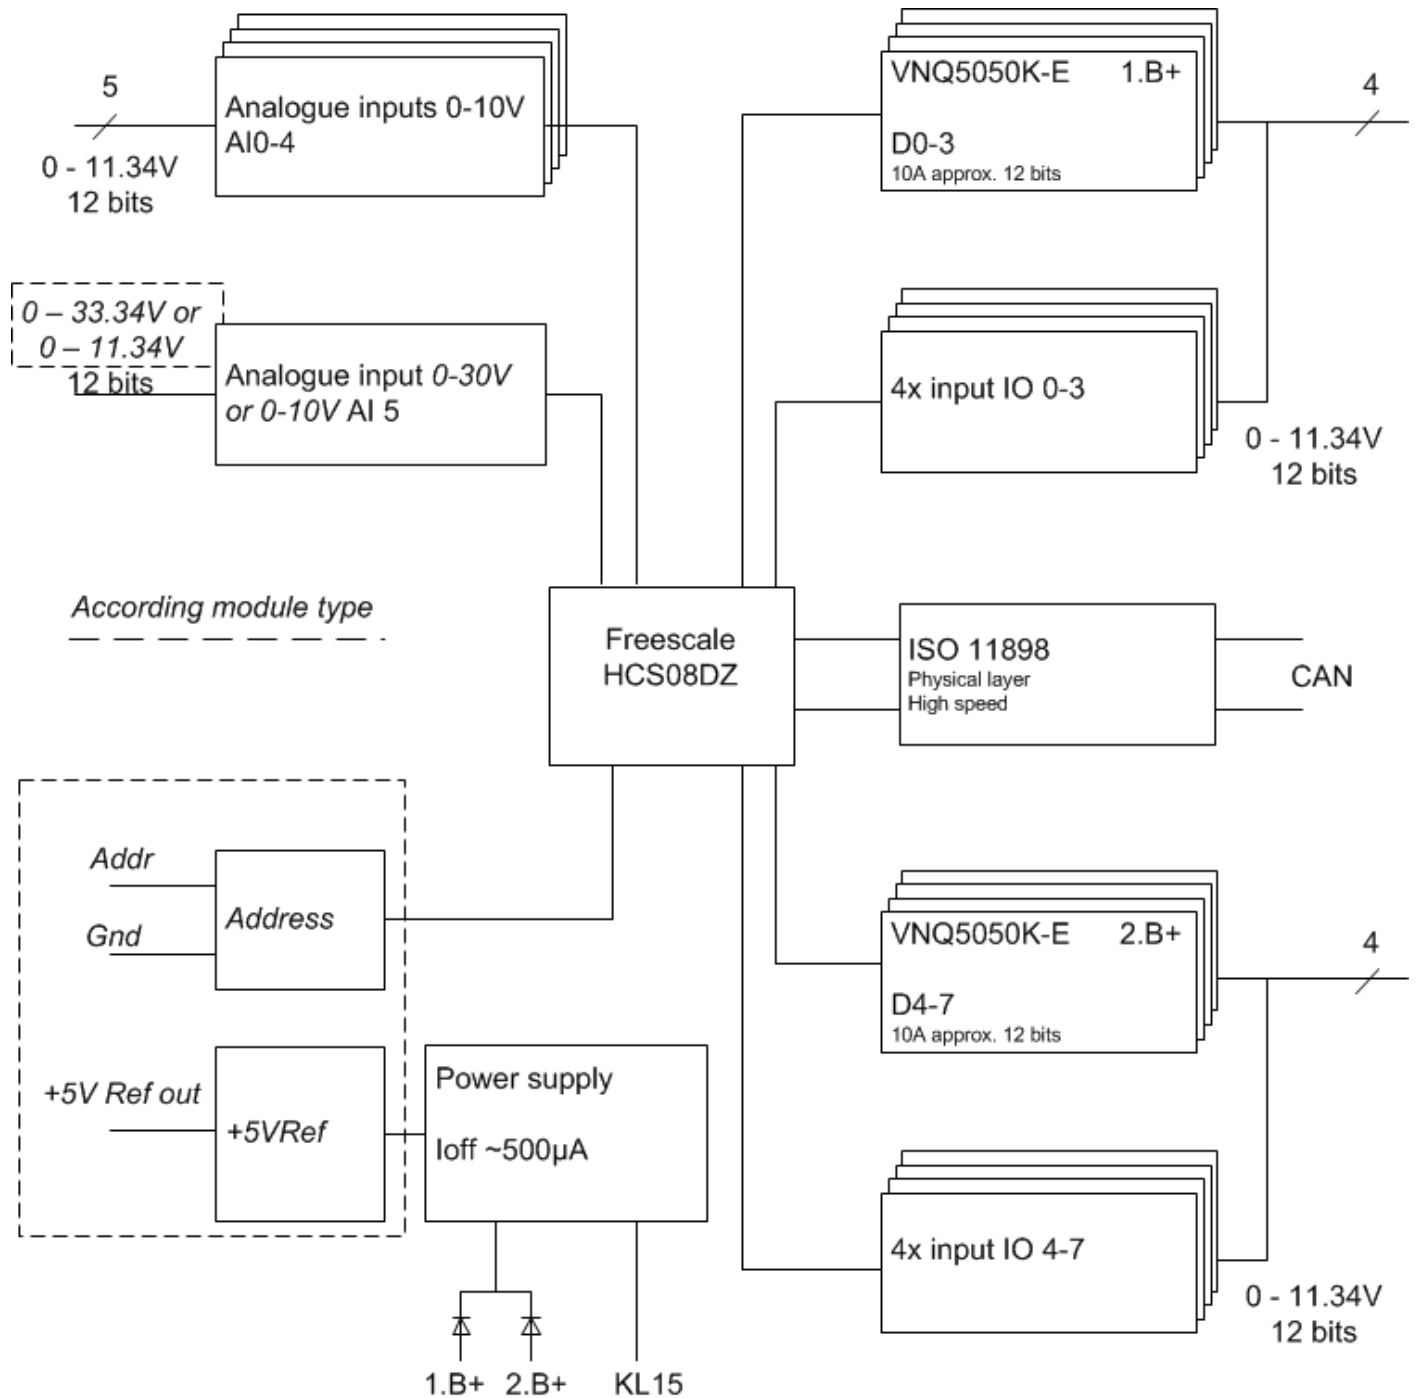 5
0 - 11.34V
12 bits
Analogue inputs 0-10V
AI0-4
0 – 33.34V or
0 – 11.34V
12 bits
Analogue input 0-30V
or 0-10V AI 5
According module type
VNQ5050K-E 1.B+
D0-3
10A approx. 12 bits
4
4x input IO 0-3
0 - 11.34V
12 bits
Freescale
HCS08DZ
ISO 11898
Physical layer
High speed
CAN
Addr
Gnd
Address
+5V Ref out
+5VRef
Power supply
Ioff ~500µA
1.B+ 2.B+ KL15
VNQ5050K-E 2.B+
D4-7
10A approx. 12 bits
4
4x input IO 4-7
0 - 11.34V
12 bits